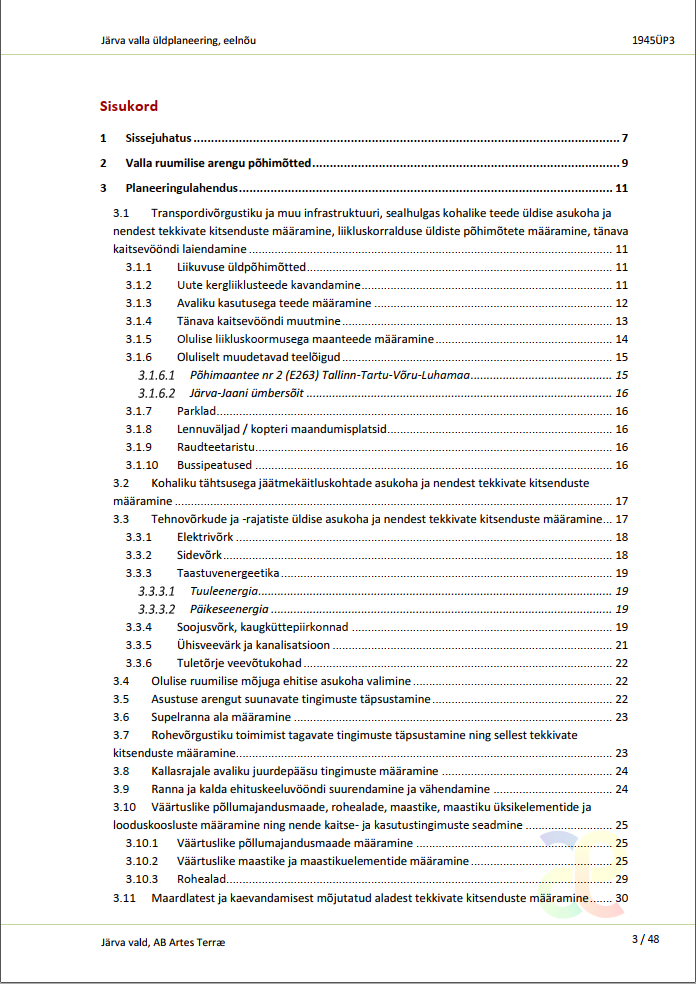 Järva valla üldplaneering, eelnõu 1945ÜP3
Sisukord
1 Sissejuhatus 7
2 Valla ruumilise arengu põhimõtted 9
3 Planeeringulahendus 11
3.1 Transpordivõrgustiku ja muu infrastruktuuri, sealhulgas kohalike teede üldise asukoha ja
nendest tekkivate kitsenduste määramine, liikluskorralduse üldiste põhimõtete määramine, tänava
kaitsevööndi laiendamine 11
3.1.1 Liikuvuse üldpõhimõtted 11
3.1.2 Uute kergliiklusteede kavandamine 11
3.1.3 Avaliku kasutusega teede määramine 12
3.1.4 Tänava kaitsevööndi muutmine 13
3.1.5 Olulise liikluskoormusega maanteede määramine 14
3.1.6 Oluliselt muudetavad teelõigud 15
3.1.6.1 Põhimaantee nr 2 (E263) Tallinn-Tartu-Võru-Luhamaa 15
3.1.6.2 Järva-Jaani ümbersõit 16
3.1.7 Parklad 16
3.1.8 Lennuväljad / kopteri maandumisplatsid 16
3.1.9 Raudteetaristu 16
3.1.10 Bussipeatused 16
3.2 Kohaliku tähtsusega jäätmekäitluskohtade asukoha ja nendest tekkivate kitsenduste
määramine 17
3.3 Tehnovõrkude ja -rajatiste üldise asukoha ja nendest tekkivate kitsenduste määramine 17
3.3.1 Elektrivõrk 18
3.3.2 Sidevõrk 18
3.3.3 Taastuvenergeetika 19
3.3.3.1 Tuuleenergia 19
3.3.3.2 Päikeseenergia 19
3.3.4 Soojusvõrk, kaugküttepiirkonnad 19
3.3.5 Ühisveevärk ja kanalisatsioon 21
3.3.6 Tuletõrje veevõtukohad 22
3.4 Olulise ruumilise mõjuga ehitise asukoha valimine 22
3.5 Asustuse arengut suunavate tingimuste täpsustamine 22
3.6 Supelranna ala määramine 23
3.7 Rohevõrgustiku toimimist tagavate tingimuste täpsustamine ning sellest tekkivate
kitsenduste määramine 23
3.8 Kallasrajale avaliku juurdepääsu tingimuste määramine 24
3.9 Ranna ja kalda ehituskeeluvööndi suurendamine ja vähendamine 24
3.10 Väärtuslike põllumajandusmaade, rohealade, maastike, maastiku üksikelementide ja
looduskoosluste määramine ning nende kaitse- ja kasutustingimuste seadmine 25
3.10.1 Väärtuslike põllumajandusmaade määramine 25
3.10.2 Väärtuslike maastike ja maastikuelementide määramine 25
3.10.3 Rohealad 29
3.11 Maardlatest ja kaevandamisest mõjutatud aladest tekkivate kitsenduste määramine 30
Järva vald, AB Artes Terræ 3 / 48